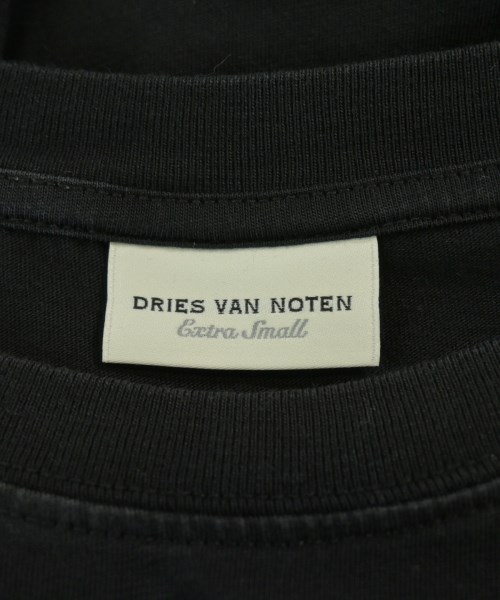 DRIES VAN NOTEN
Extra Small